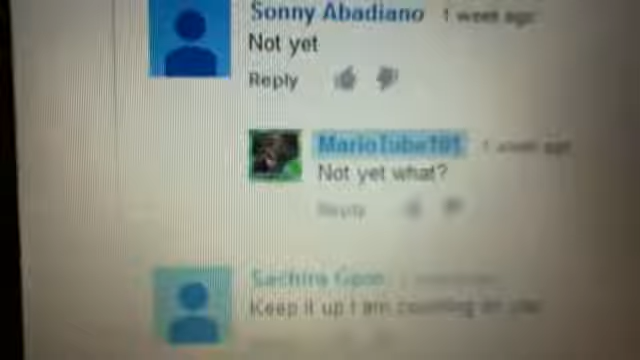 Sonny Abadiano 1 week ago
Not yet
Reply
MarioTube101 1 week ago
Not yet what?
Reply
Keep it up I am counting on you